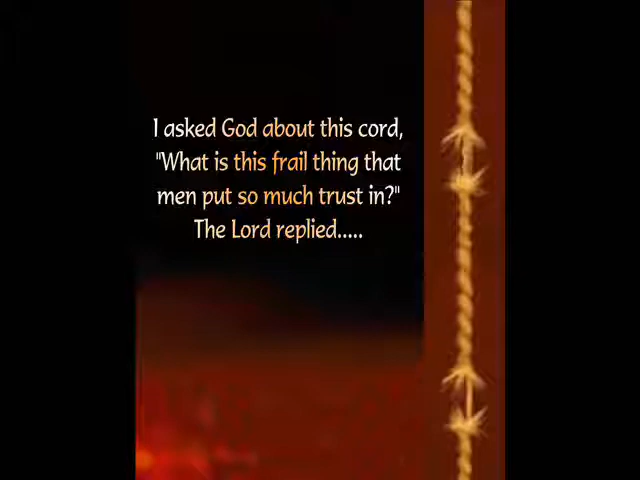 I asked God about this cord,
"What is this frail thing that
men put so much trust in?"
The Lord replied.....